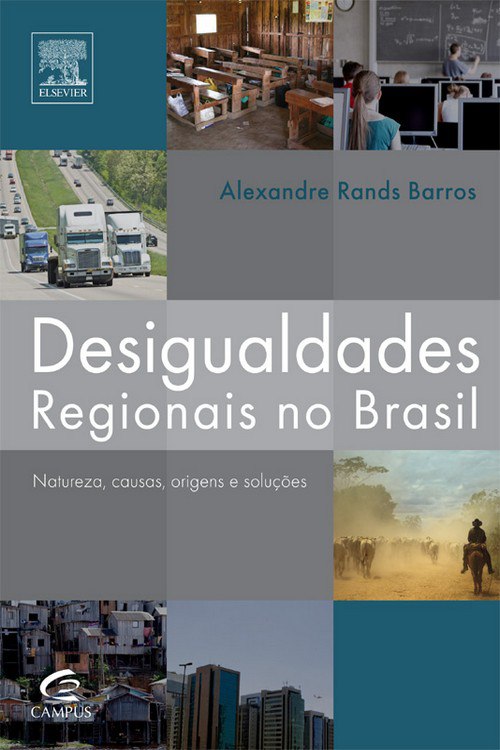 ELSEVIER
Alexandre Rands Barros
Desigualdades
Regionais no Brasil
Natureza, causas, origens e soluções
CAMPUS